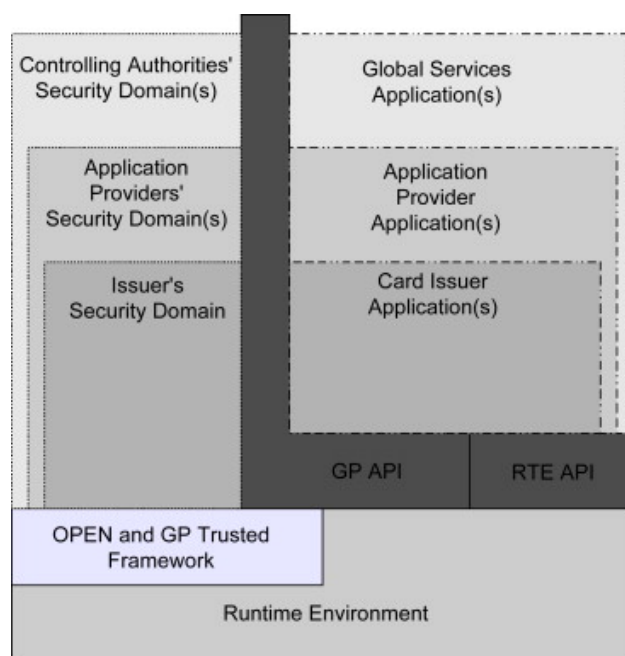 Controlling Authorities'
Security Domain(s)
Global Services
Application(s)
Application
Providers'
Security Domain(s)
Application
Provider
Application(s)
Issuer's
Security Domain
Card Issuer
Application(s)
GP API
RTE API
OPEN and GP Trusted
Framework
Runtime Environment